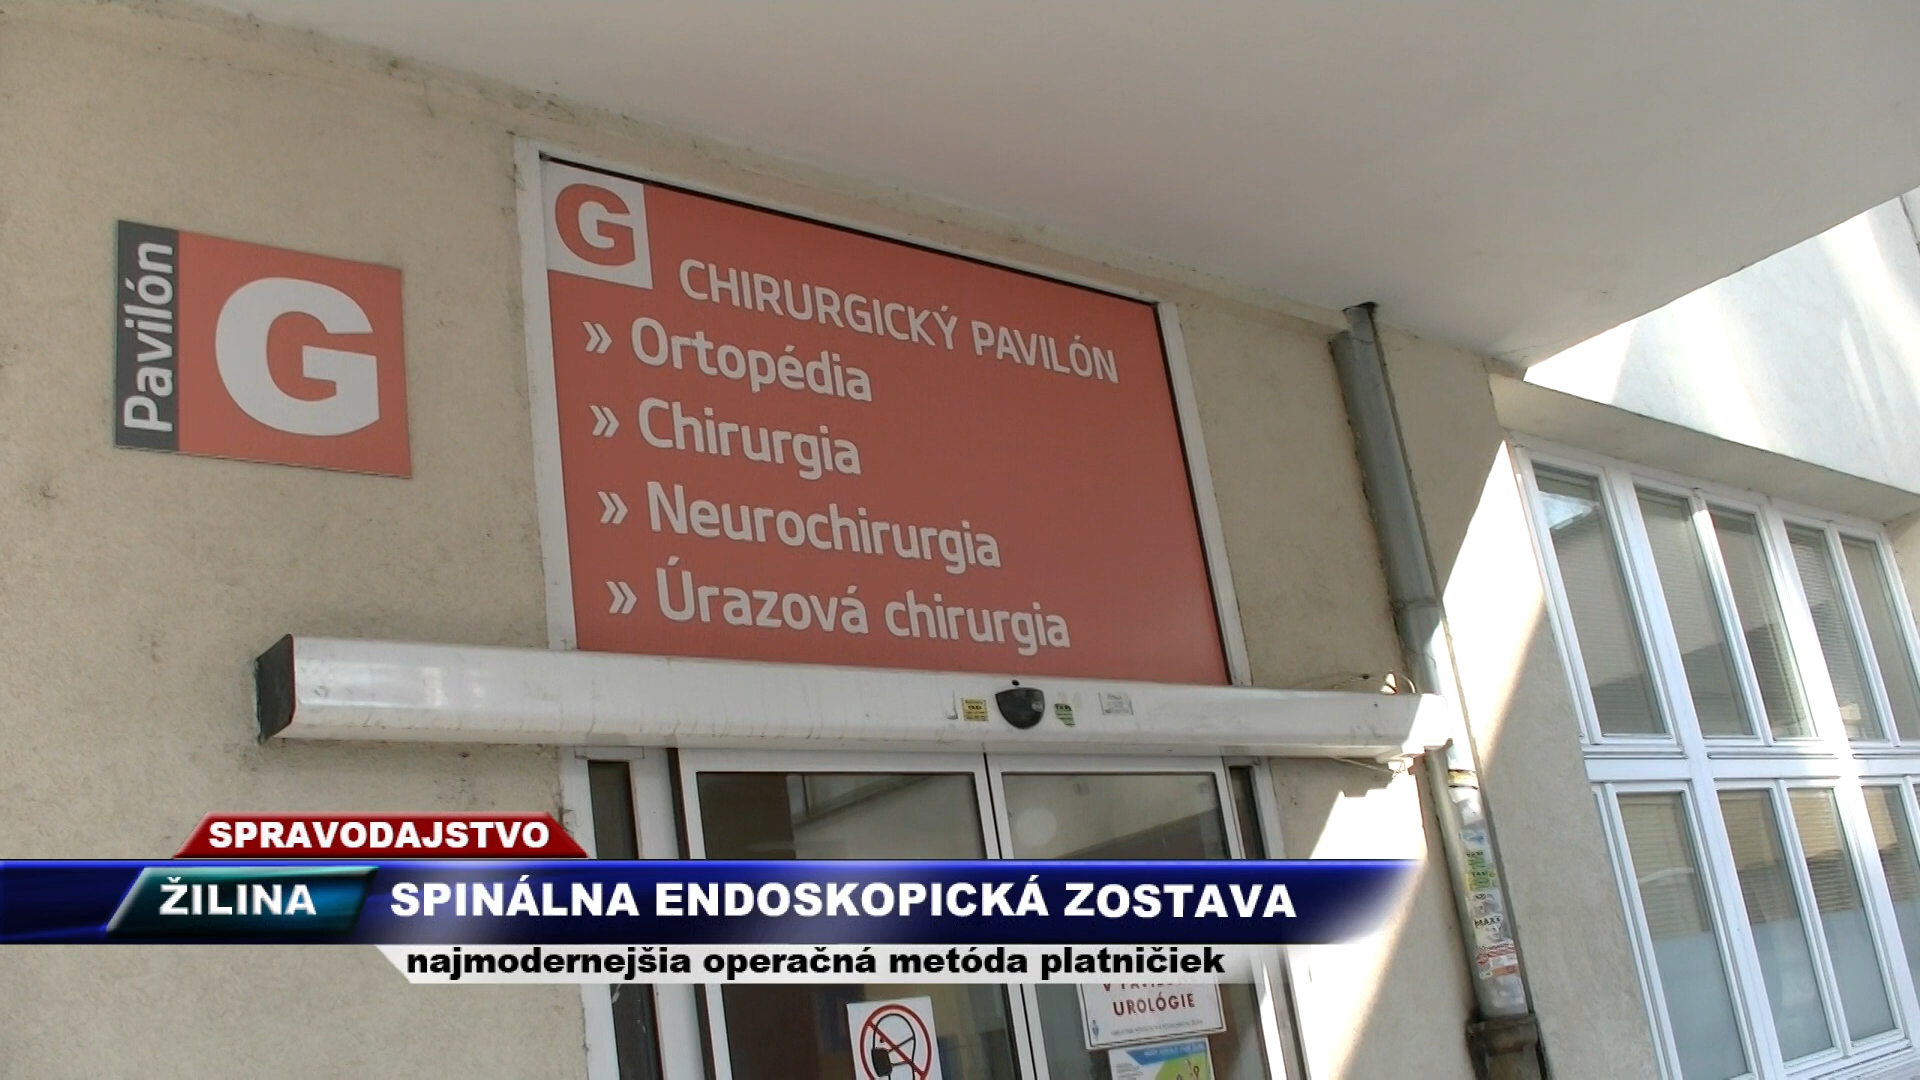 Pavilón
G
G
CHIRURGICKÝ PAVILÓN
» Ortopédia
» Chirurgia
» Neurochirurgia
» Úrazová chirurgia
SPRAVODAJSTVO
ŽILINA
SPINÁLNA ENDOSKOPICKÁ ZOSTAVA
najmodernejšia operačná metóda platničiek
UROLÓGIE